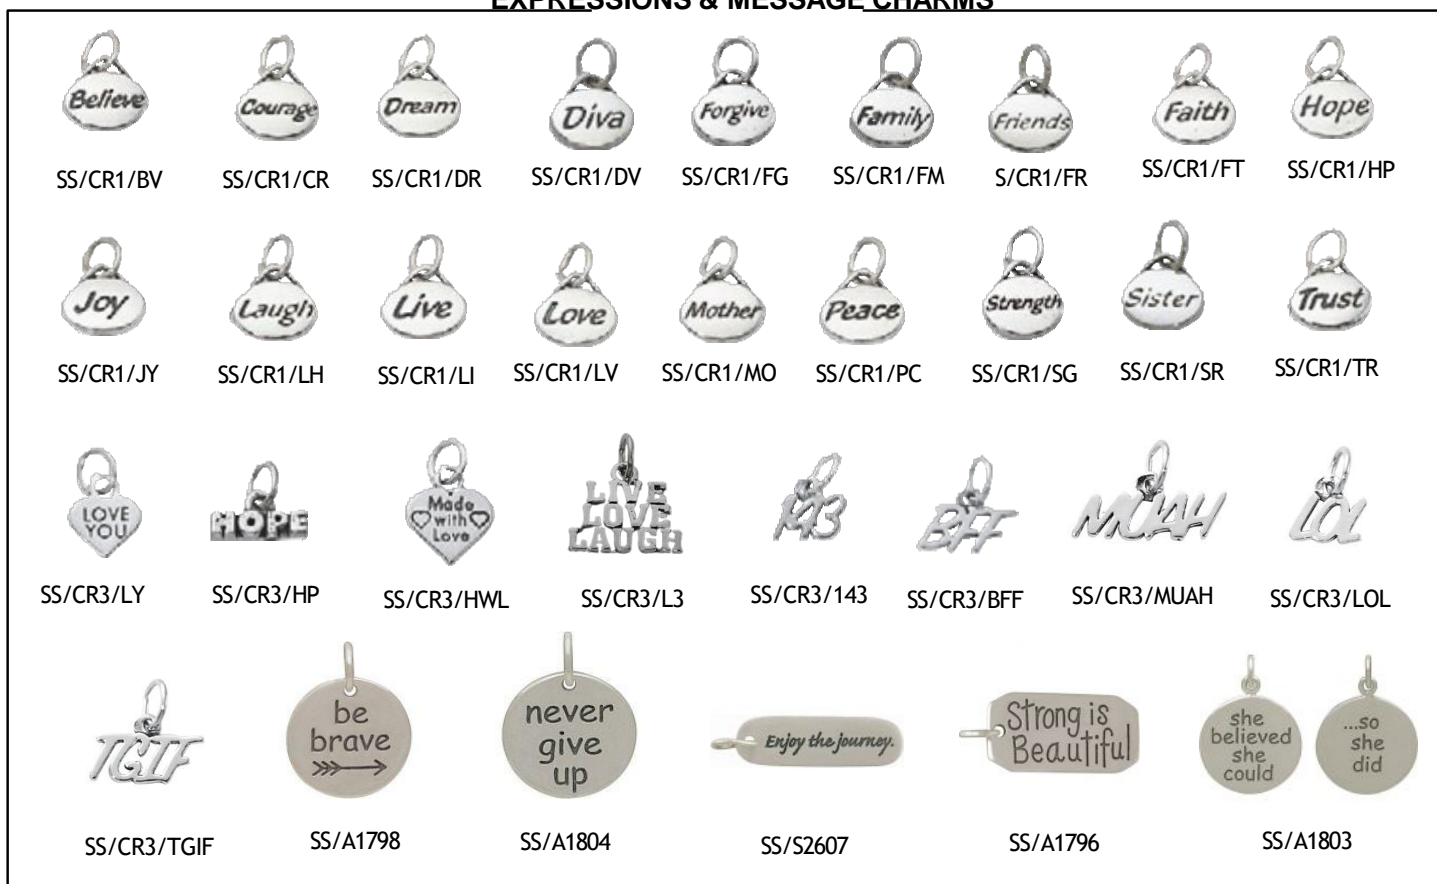 EXPRESSIONS & MESSAGE CHARMS
Believe
Courage
Dream
Diva
Forgive
Family
Friends
Faith
Hope
SS/CR1/BV
SS/CR1/CR
SS/CR1/DR
SS/CR1/DV
SS/CR1/FG
SS/CR1/FM
S/CR1/FR
SS/CR1/FT
SS/CR1/HP
Joy
Laugh
Live
Love
Mother
Peace
Strength
Sister
Trust
SS/CR1/JY
SS/CR1/LH
SS/CR1/LI
SS/CR1/LV
SS/CR1/MO
SS/CR1/PC
SS/CR1/SG
SS/CR1/SR
SS/CR1/TR
LOVE
YOU
HOPE
Made
with
Love
LIVE
LOVE
LAUGH
143
BFF
MUAH
LOL
SS/CR3/LY
SS/CR3/HP
SS/CR3/HWL
SS/CR3/L3
SS/CR3/143
SS/CR3/BFF
SS/CR3/MUAH
SS/CR3/LOL
TGIF
be
brave
never
give
up
Enjoy the journey.
Strong is
Beautiful
she
believed
she
could
...so
she
did
SS/CR3/TGIF
SS/A1798
SS/A1804
SS/S2607
SS/A1796
SS/A1803